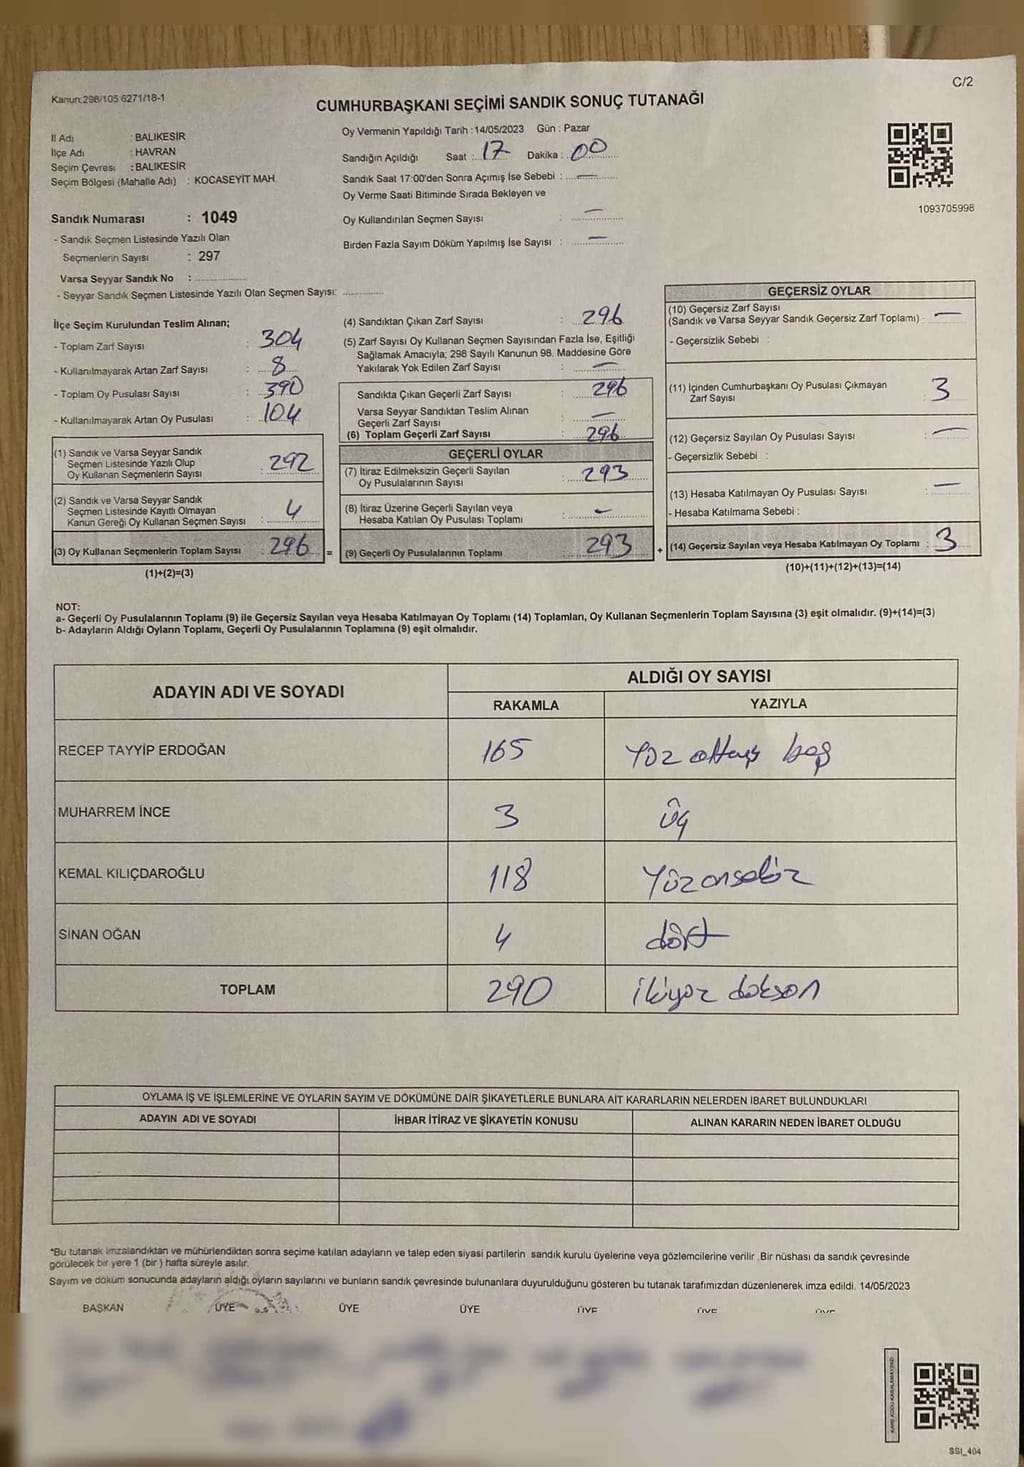 Kanun:298/105 6271/18-1
C/2
CUMHURBAŞKANI SEÇİMİ SANDIK SONUÇ TUTANAĞI
İl Adı : BALIKESİR
İlçe Adı : HAVRAN
Seçim Çevresi : BALIKESİR
Seçim Bölgesi (Mahalle Adı) : KOCASEYİT MAH.
Sandık Numarası : 1049
- Sandık Seçmen Listesinde Yazılı Olan
Seçmenlerin Sayısı : 297
Varsa Seyyar Sandık No :
- Seyyar Sandık Seçmen Listesinde Yazılı Olan Seçmen Sayısı:
Oy Vermenin Yapıldığı Tarih : 14/05/2023 Gün : Pazar
Sandığın Açıldığı Saat : 17 Dakika : 00
Sandık Saat 17:00'den Sonra Açımış İse Sebebi : —
Oy Verme Saati Bitiminde Sırada Bekleyen ve
Oy Kullandırılan Seçmen Sayısı : —
Birden Fazla Sayım Döküm Yapılmış İse Sayısı : —
1093705998
İlçe Seçim Kurulundan Teslim Alınan;
- Toplam Zarf Sayısı : 304
- Kullanılmayarak Artan Zarf Sayısı : 8
- Toplam Oy Pusulası Sayısı : 390
- Kullanılmayarak Artan Oy Pusulası : 104
(1) Sandık ve Varsa Seyyar Sandık
Seçmen Listesinde Yazılı Olup
Oy Kullanan Seçmenlerin Sayısı : 292
(2) Sandık ve Varsa Seyyar Sandık
Seçmen Listesinde Kayıtlı Olmayan
Kanun Gereği Oy Kullanan Seçmen Sayısı : 4
(3) Oy Kullanan Seçmenlerin Toplam Sayısı : 296 =
(1)+(2)=(3)
(4) Sandıktan Çıkan Zarf Sayısı : 296
(5) Zarf Sayısı Oy Kullanan Seçmen Sayısından Fazla İse, Eşitliği
Sağlamak Amacıyla; 298 Sayılı Kanunun 98. Maddesine Göre
Yakılarak Yok Edilen Zarf Sayısı : —
Sandıkta Çıkan Geçerli Zarf Sayısı : 296
Varsa Seyyar Sandıktan Teslim Alınan
Geçerli Zarf Sayısı : —
(6) Toplam Geçerli Zarf Sayısı : 296
GEÇERLİ OYLAR
(7) İtiraz Edilmeksizin Geçerli Sayılan
Oy Pusulalarının Sayısı : 293
(8) İtiraz Üzerine Geçerli Sayılan veya
Hesaba Katılan Oy Pusulası Toplamı : —
(9) Geçerli Oy Pusulalarının Toplamı : 293 +
GEÇERSİZ OYLAR
(10) Geçersiz Zarf Sayısı
(Sandık ve Varsa Seyyar Sandık Geçersiz Zarf Toplamı) —
- Geçersizlik Sebebi :
(11) İçinden Cumhurbaşkanı Oy Pusulası Çıkmayan
Zarf Sayısı : 3
(12) Geçersiz Sayılan Oy Pusulası Sayısı : —
- Geçersizlik Sebebi :
(13) Hesaba Katılmayan Oy Pusulası Sayısı : —
- Hesaba Katılmama Sebebi :
(14) Geçersiz Sayılan veya Hesaba Katılmayan Oy Toplamı : 3
(10)+(11)+(12)+(13)=(14)
NOT:
a- Geçerli Oy Pusulalarının Toplamı (9) ile Geçersiz Sayılan veya Hesaba Katılmayan Oy Toplamı (14) Toplamları, Oy Kullanan Seçmenlerin Toplam Sayısına (3) eşit olmalıdır. (9)+(14)=(3)
b- Adayların Aldığı Oyların Toplamı, Geçerli Oy Pusulalarının Toplamına (9) eşit olmalıdır.
ADAYIN ADI VE SOYADI
ALDIĞI OY SAYISI
RAKAMLA YAZIYLA
RECEP TAYYİP ERDOĞAN 165 Yüz altmış beş
MUHARREM İNCE 3 üç
KEMAL KILIÇDAROĞLU 118 Yüzonsekiz
SİNAN OĞAN 4 dört
TOPLAM 290 ikiyüz doksan
OYLAMA İŞ VE İŞLEMLERİNE VE OYLARIN SAYIM VE DÖKÜMÜNE DAİR ŞİKAYETLERLE BUNLARA AİT KARARLARIN NELERDEN İBARET BULUNDUKLARI
ADAYIN ADI VE SOYADI İHBAR İTİRAZ VE ŞİKAYETİN KONUSU ALINAN KARARIN NEDEN İBARET OLDUĞU
*Bu tutanak imzalandıktan ve mühürlendikten sonra seçime katılan adayların ve talep eden siyasi partilerin sandık kurulu üyelerine veya gözlemcilerine verilir. Bir nüshası da sandık çevresinde
görülecek bir yere 1 (bir) hafta süreyle asılır.
Sayım ve döküm sonucunda adayların aldığı oyların sayılarını ve bunların sandık çevresinde bulunanlara duyurulduğunu gösteren bu tutanak tarafımızdan düzenlenerek imza edildi. 14/05/2023
BAŞKAN ÜYE ÜYE ÜYE ÜYE ÜYE ÜYE
SSI_404